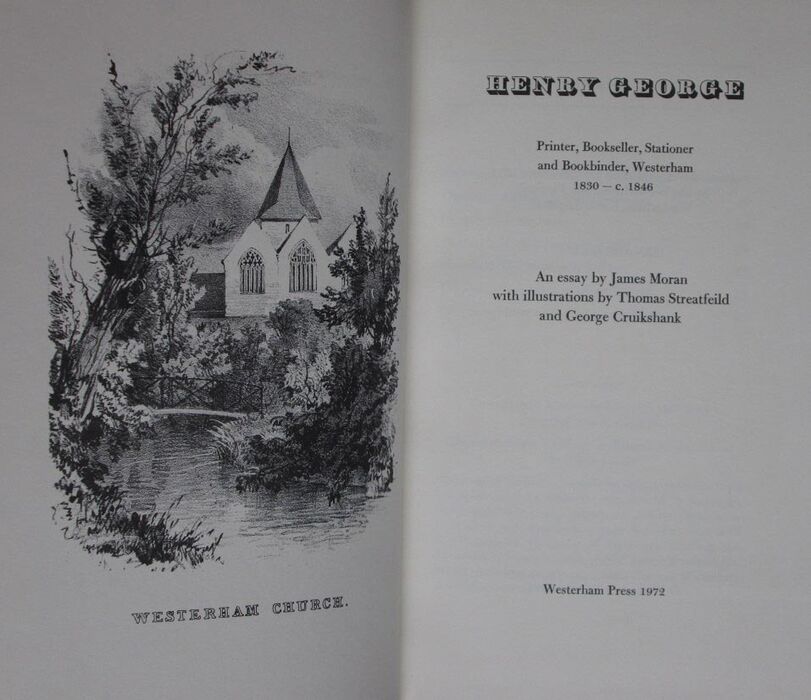 WESTERHAM CHURCH.
HENRY GEORGE
Printer, Bookseller, Stationer
and Bookbinder, Westerham
1830 — c. 1846
An essay by James Moran
with illustrations by Thomas Streatfeild
and George Cruikshank
Westerham Press 1972